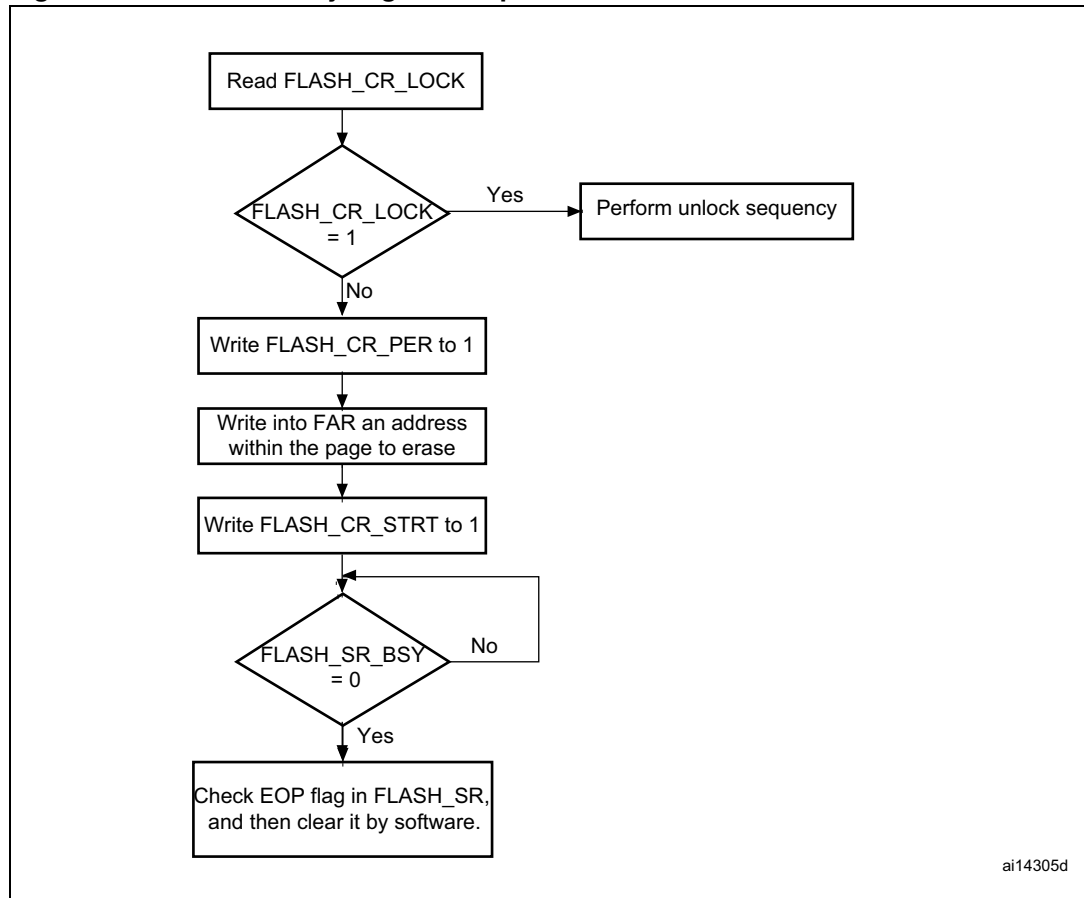 Read FLASH_CR_LOCK
FLASH_CR_LOCK
= 1
Yes
Perform unlock sequency
No
Write FLASH_CR_PER to 1
Write into FAR an address
within the page to erase
Write FLASH_CR_STRT to 1
FLASH_SR_BSY
= 0
No
Yes
Check EOP flag in FLASH_SR,
and then clear it by software.
ai14305d